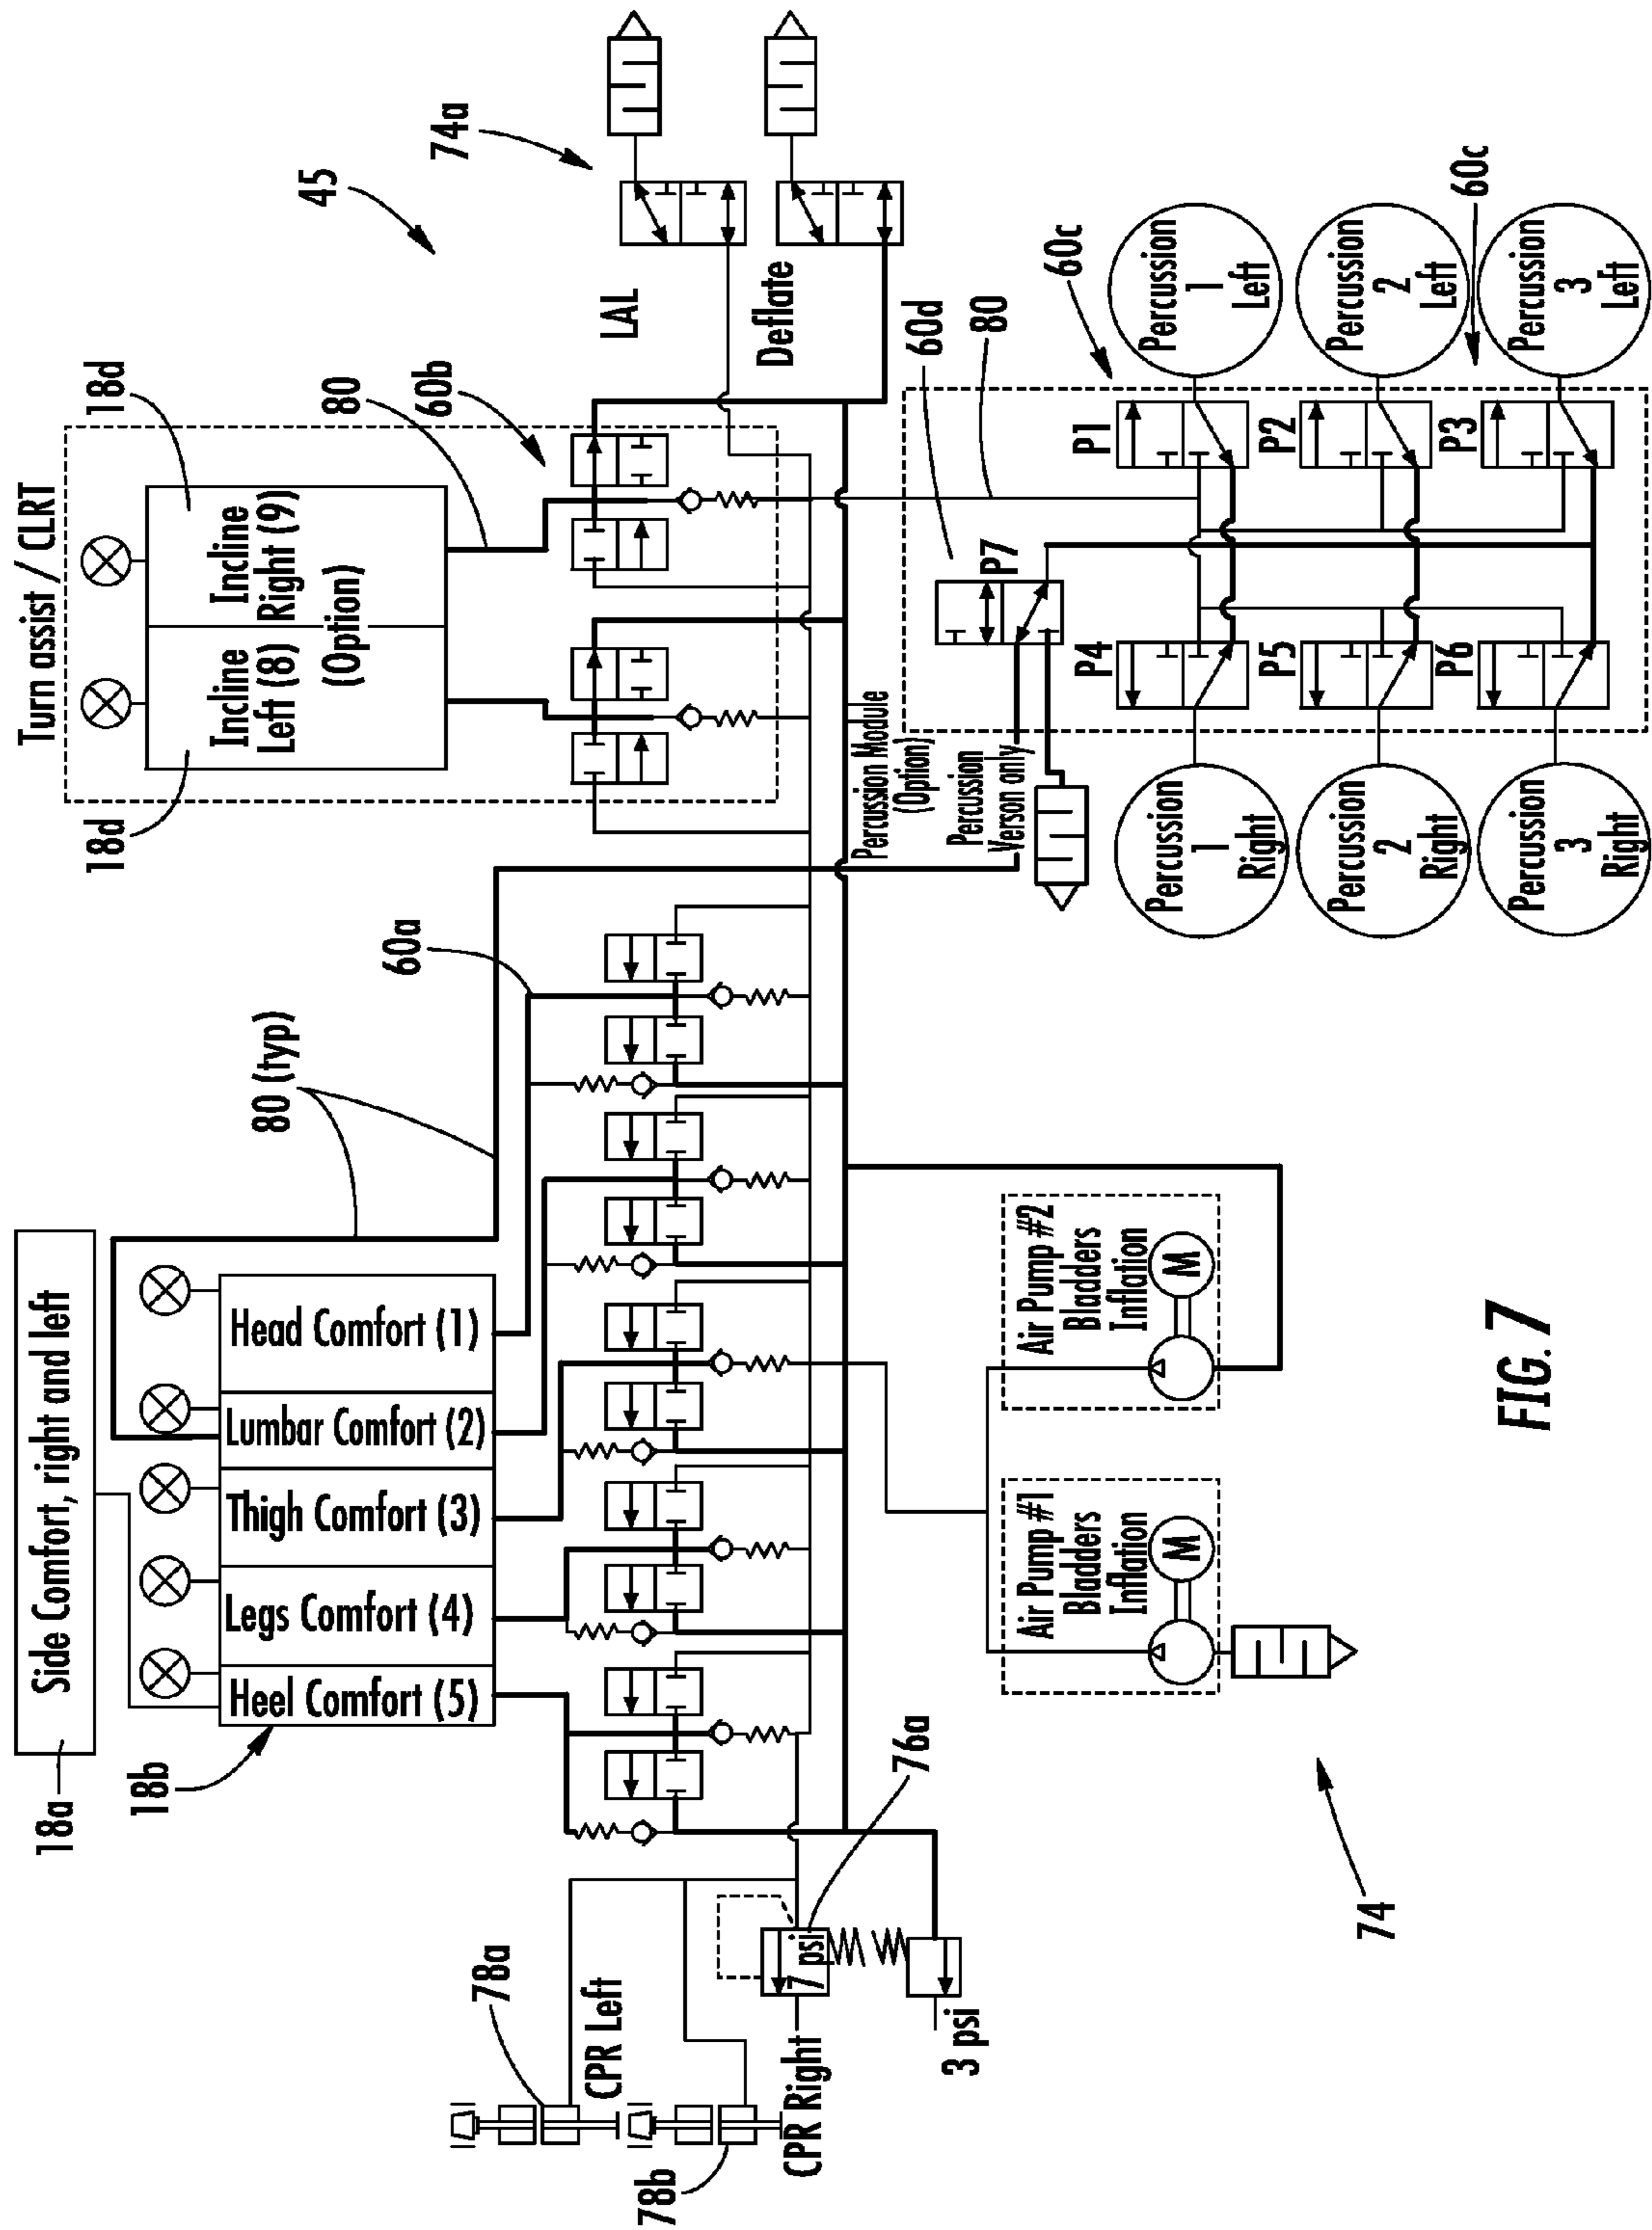 Side Comfort, right and left
18a
18b
Head Comfort (1)
Lumbar Comfort (2)
Thigh Comfort (3)
Legs Comfort (4)
Heel Comfort (5)
80 (typ)
60a
Turn assist / CLRT
18d
18d
Incline
Left (8)
Incline
Right (9)
(Option)
80
60b
45
74a
LAL
Deflate
78a
CPR Left
78b
CPR Right
7 psi
76a
3 psi
Air Pump #1
Bladders
Inflation
M
Air Pump #2
Bladders
Inflation
M
74
Percussion Module
(Option)
Percussion
Verson only
60d
80
60c
60c
P7
P1
P2
P3
P4
P5
P6
Percussion
1
Left
Percussion
2
Left
Percussion
3
Left
Percussion
1
Right
Percussion
2
Right
Percussion
3
Right
FIG. 7